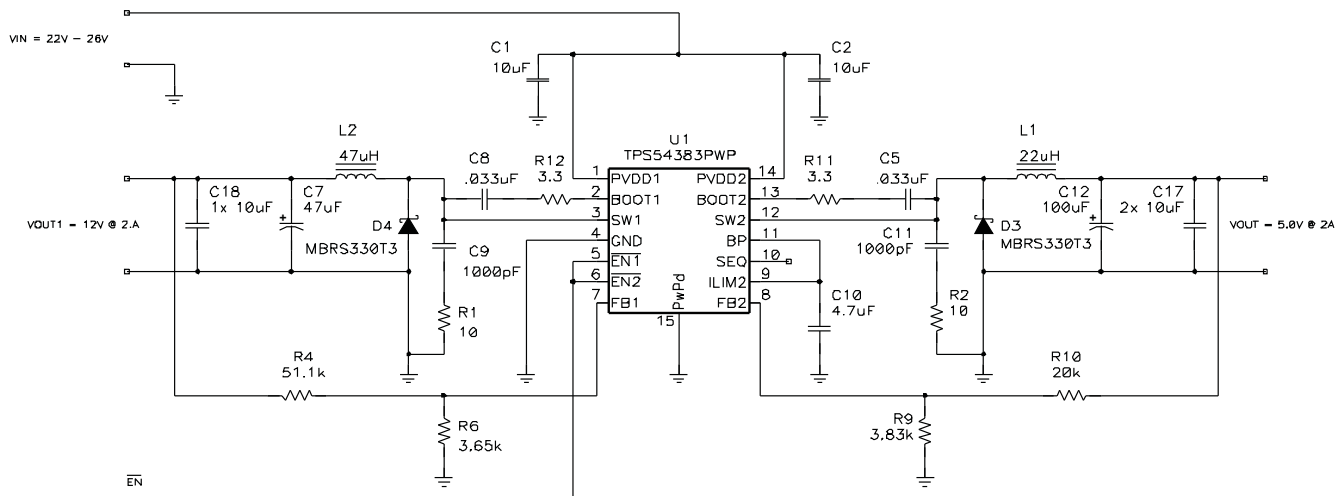 VIN = 22V - 26V
C1
10uF
C2
10uF
L2
47uH
C8
.033uF
R12
3.3
U1
TPS54383PWP
R11
3.3
C5
.033uF
L1
22uH
C18
1x 10uF
C7
47uF
+
D4
MBRS330T3
VOUT1 = 12V @ 2.A
C9
1000pF
R1
10
1
PVDD1
2
BOOT1
3
SW1
4
GND
5
EN1
6
EN2
7
FB1
PwPd
15
PVDD2
14
BOOT2
13
SW2
12
BP
11
SEQ
10
ILIM2
9
FB2
8
C11
1000pF
D3
MBRS330T3
C12
100uF
+
C17
2x 10uF
VOUT = 5.0V @ 2A
C10
4.7uF
R2
10
R4
51.1k
R10
20k
R6
3.65k
R9
3.83k
EN